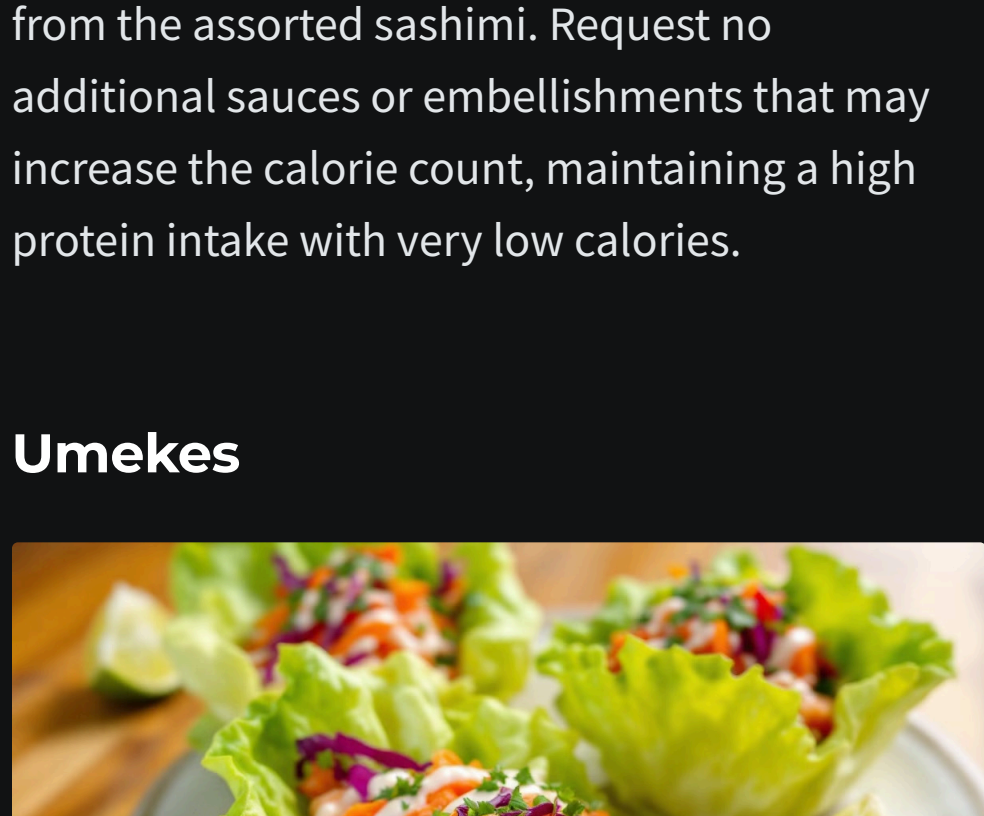 from the assorted sashimi. Request no
additional sauces or embellishments that may
increase the calorie count, maintaining a high
protein intake with very low calories.
Umekes